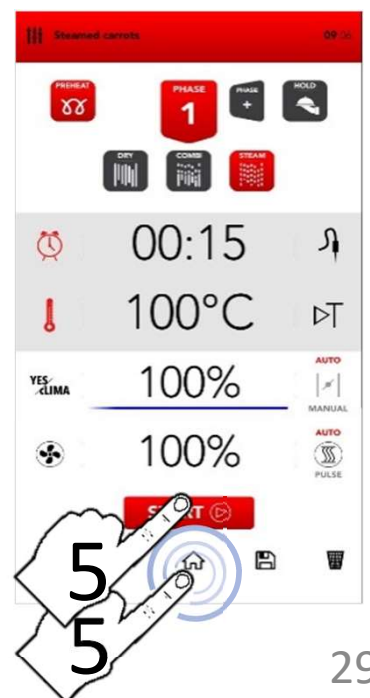 Steamed carrots 09:06
PREHEAT PHASE 1 PHASE + HOLD
DRY COMBI STEAM
00:15
100°C T
YES/CLIMA 100% AUTO MANUAL
100% AUTO PULSE
START
5
5
29